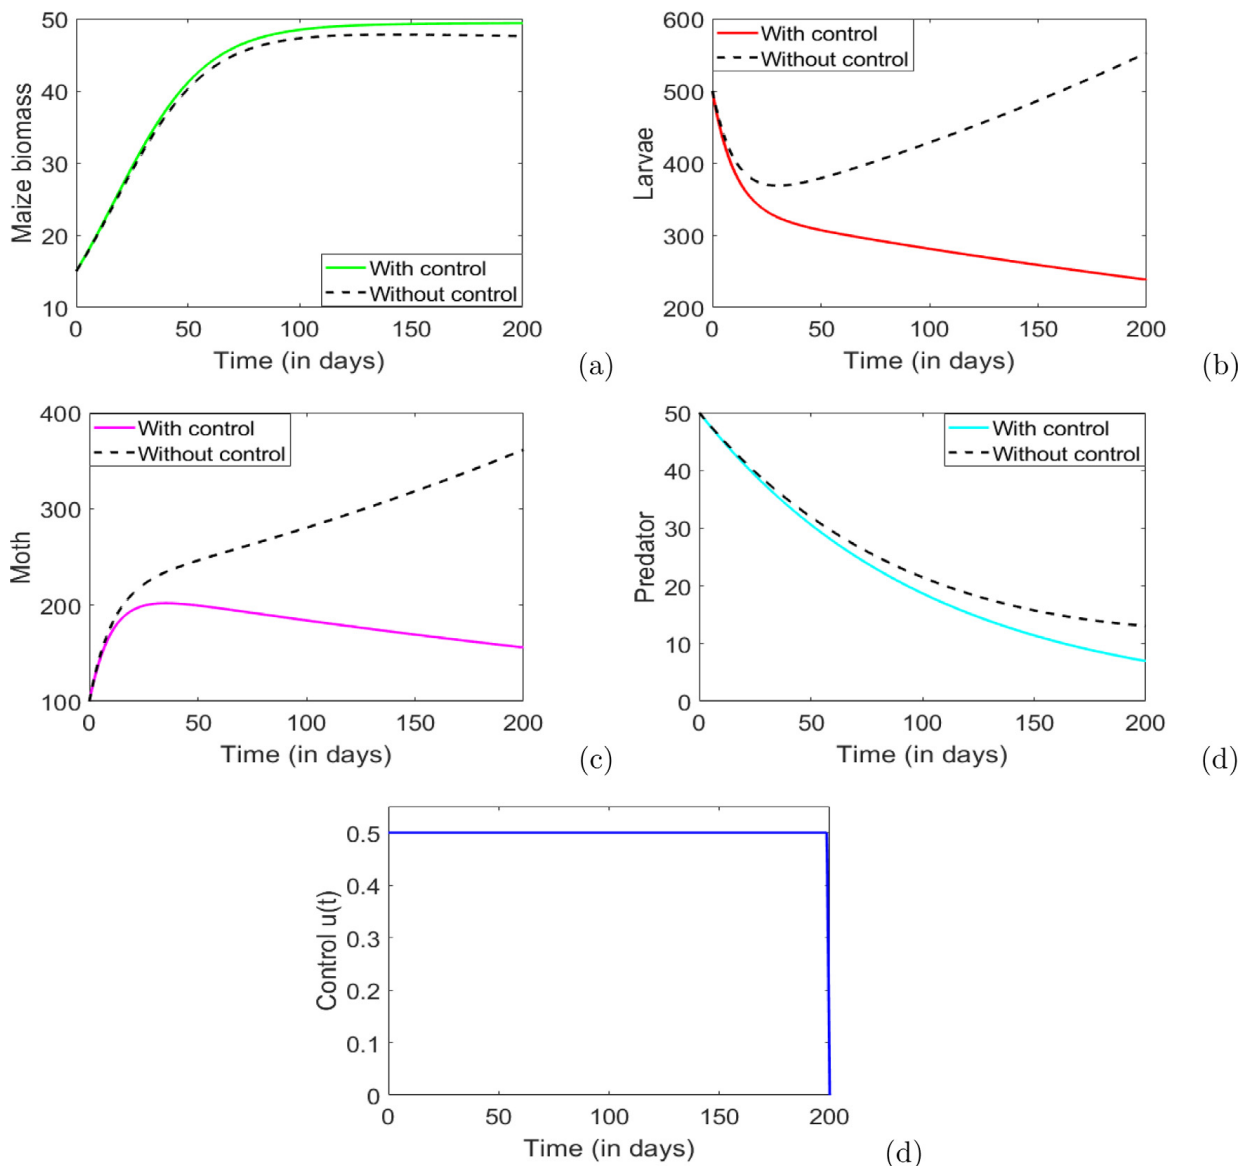 50
40
30
20
10
Maize biomass
With control
Without control
0 50 100 150 200
Time (in days)
(a)
600
500
400
300
200
Larvae
With control
Without control
0 50 100 150 200
Time (in days)
(b)
400
300
200
100
Moth
With control
Without control
0 50 100 150 200
Time (in days)
(c)
50
40
30
20
10
0
Predator
With control
Without control
0 50 100 150 200
Time (in days)
(d)
0.5
0.4
0.3
0.2
0.1
0
Control u(t)
0 50 100 150 200
Time (in days)
(d)